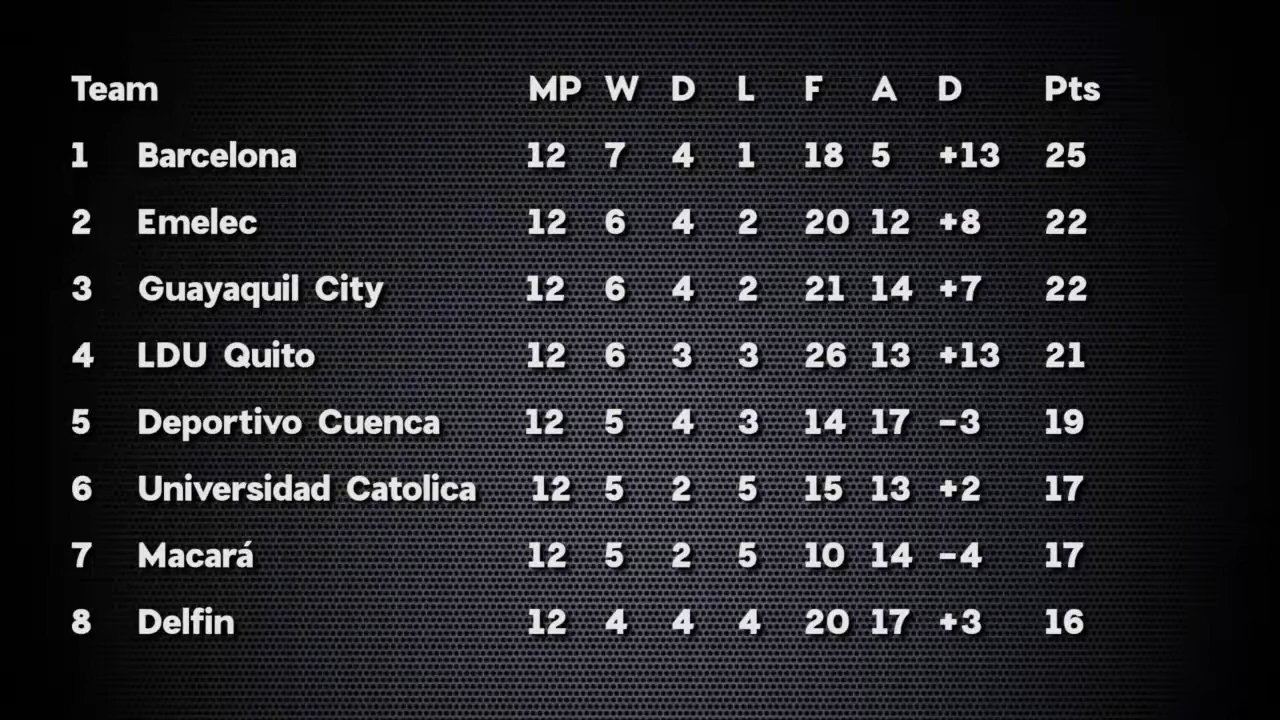 Team MP W D L F A D Pts
1 Barcelona 12 7 4 1 18 5 +13 25
2 Emelec 12 6 4 2 20 12 +8 22
3 Guayaquil City 12 6 4 2 21 14 +7 22
4 LDU Quito 12 6 3 3 26 13 +13 21
5 Deportivo Cuenca 12 5 4 3 14 17 -3 19
6 Universidad Catolica 12 5 2 5 15 13 +2 17
7 Macará 12 5 2 5 10 14 -4 17
8 Delfin 12 4 4 4 20 17 +3 16